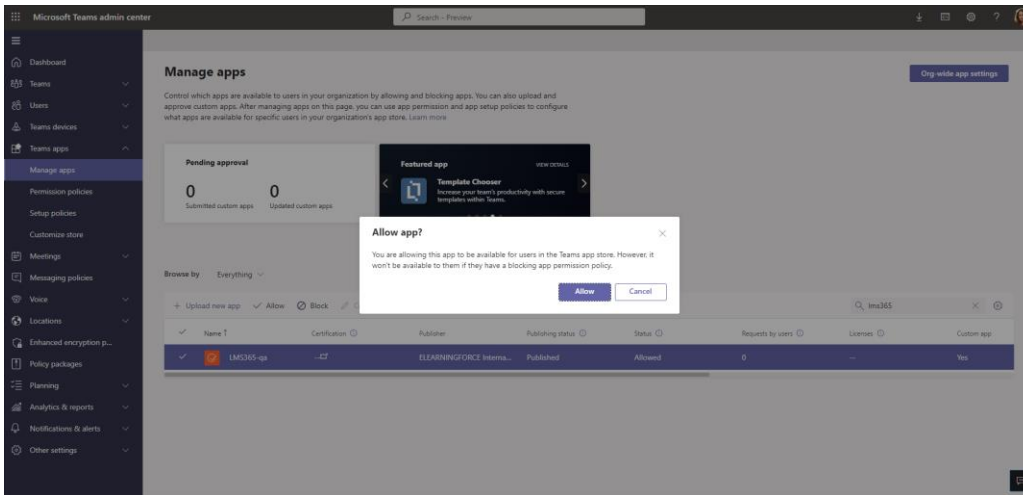 Microsoft Teams admin center
Search – Preview
?
Dashboard
Teams
Users
Teams devices
Teams apps
Manage apps
Permission policies
Setup policies
Customize store
Meetings
Messaging policies
Voice
Locations
Enhanced encryption p...
Policy packages
Planning
Analytics & reports
Notifications & alerts
Other settings
Manage apps
Org-wide app settings
Control which apps are available to users in your organization by allowing and blocking apps. You can also upload and
approve custom apps. After managing apps on this page, you can use app permission and app setup policies to configure
what apps are available for specific users in your organization's app store. Learn more
Pending approval
0 0
Submitted custom apps Updated custom apps
Featured app VIEW DETAILS
Template Chooser
Increase your team's productivity with secure
templates within Teams.
Allow app?
You are allowing this app to be available for users in the Teams app store. However, it
won't be available to them if they have a blocking app permission policy.
Allow Cancel
Browse by Everything
+ Upload new app Allow Block lms365
Name ↑ Certification Publisher Publishing status Status Requests by users Licenses Custom app
LMS365-qa -- ELEARNINGFORCE Interna... Published Allowed 0 -- Yes